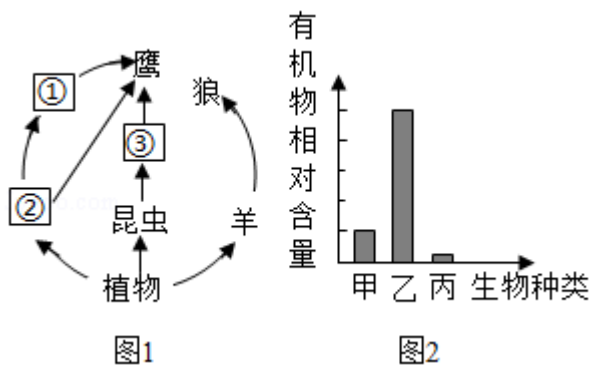 鹰
①
狼
③
②
昆虫
羊
植物
图1
有机物相对含量
甲 乙 丙 生物种类
图2